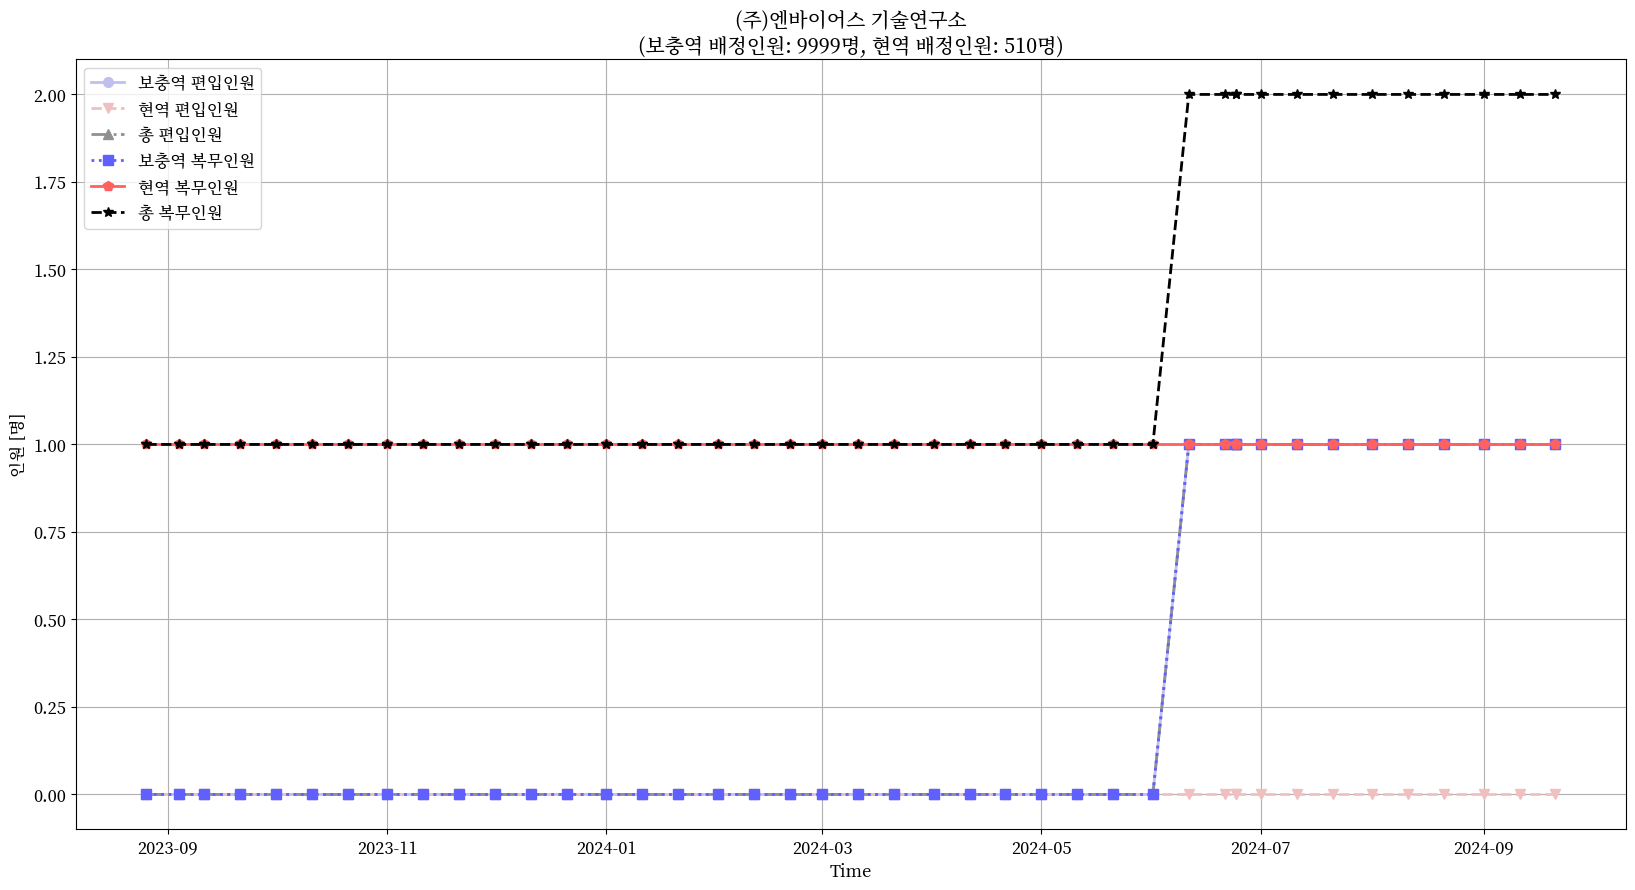 (주)엔바이어스 기술연구소
(보충역 배정인원: 9999명, 현역 배정인원: 510명)
보충역 편입인원
현역 편입인원
총 편입인원
보충역 복무인원
현역 복무인원
총 복무인원
인원 [명]
2.00
1.75
1.50
1.25
1.00
0.75
0.50
0.25
0.00
2023-09
2023-11
2024-01
2024-03
2024-05
2024-07
2024-09
Time